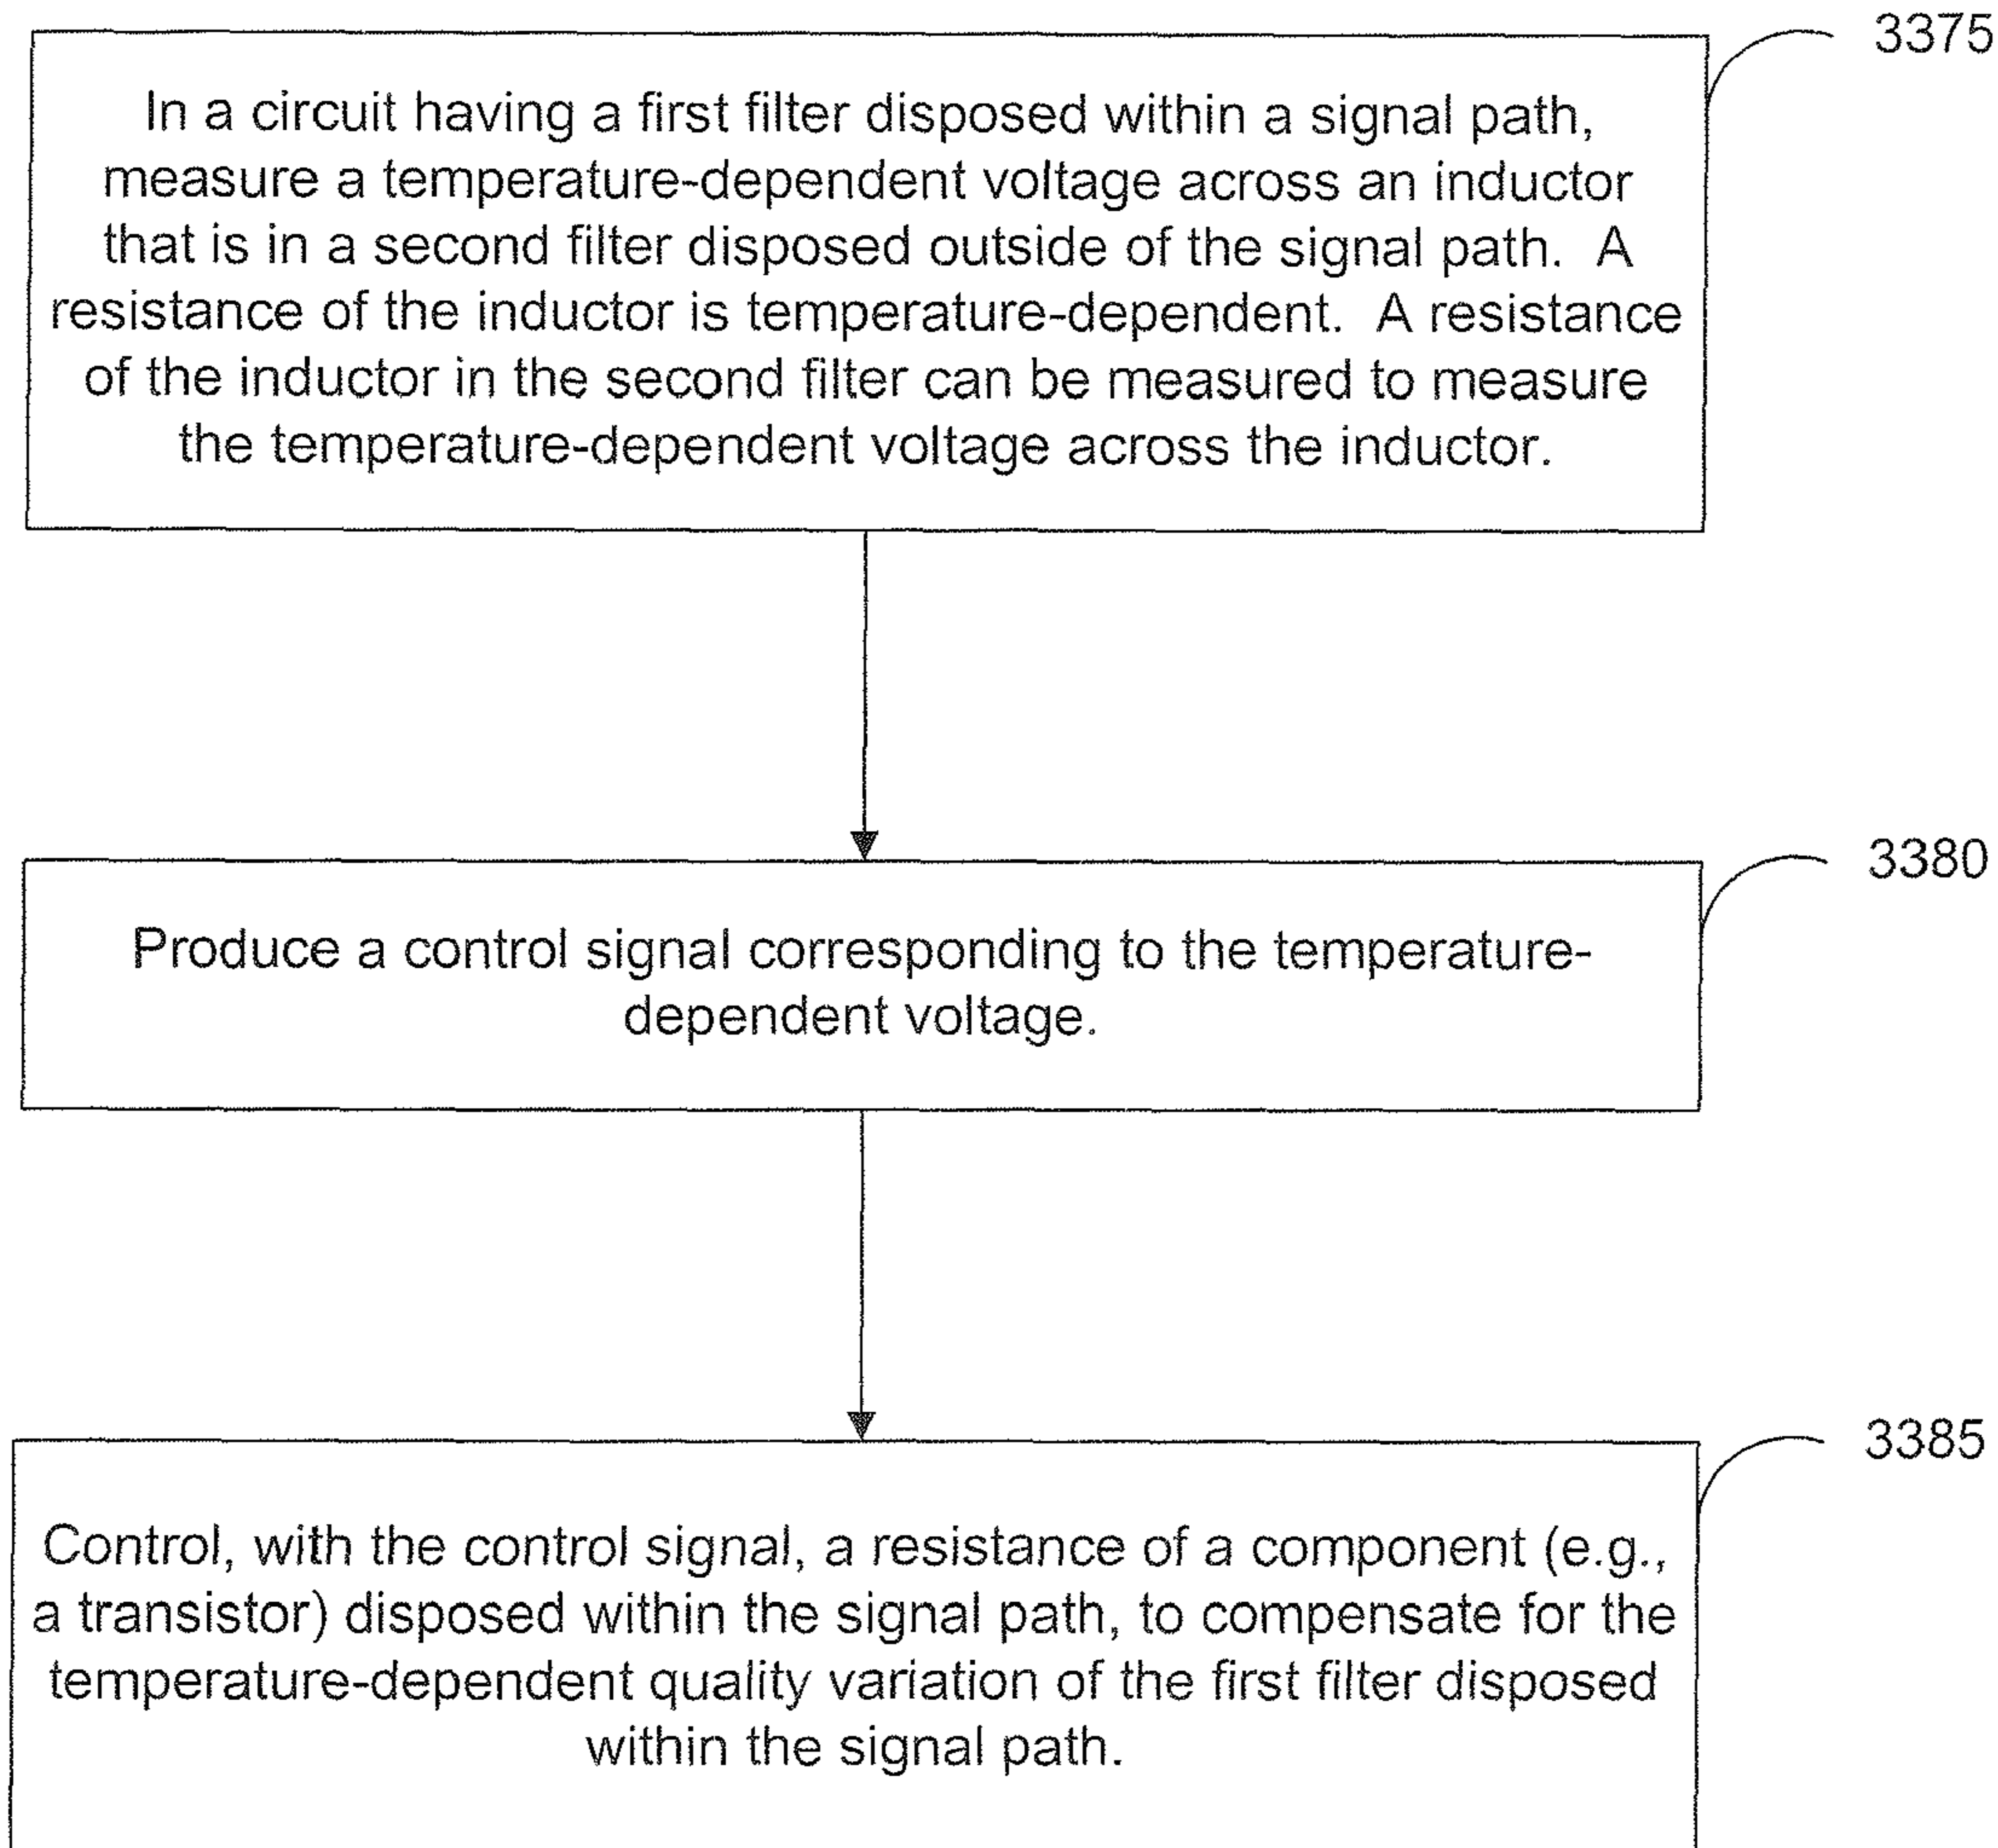 3375
In a circuit having a first filter disposed within a signal path,
measure a temperature-dependent voltage across an inductor
that is in a second filter disposed outside of the signal path. A
resistance of the inductor is temperature-dependent. A resistance
of the inductor in the second filter can be measured to measure
the temperature-dependent voltage across the inductor.
3380
Produce a control signal corresponding to the temperature-
dependent voltage.
3385
Control, with the control signal, a resistance of a component (e.g.,
a transistor) disposed within the signal path, to compensate for the
temperature-dependent quality variation of the first filter disposed
within the signal path.